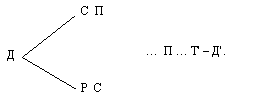 С П
Д
... П ... Т – Д'.
Р С